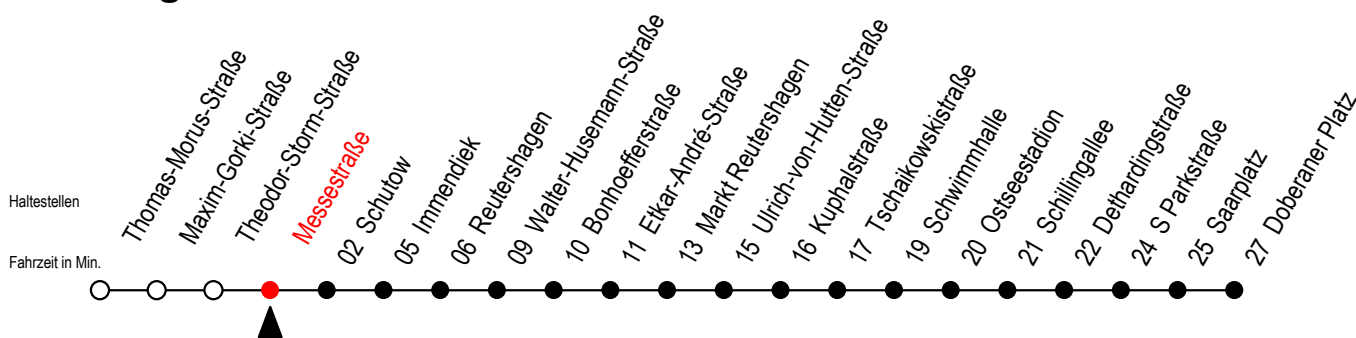 Haltestellen
Fahrzeit in Min.
Thomas-Morus-Straße
Maxim-Gorki-Straße
Theodor-Storm-Straße
Messestraße
02 Schutow
05 Immendiek
06 Reutershagen
09 Walter-Husemann-Straße
10 Bonhoefferstraße
11 Etkar-André-Straße
13 Markt Reutershagen
15 Ulrich-von-Hutten-Straße
16 Kuphalstraße
17 Tschaikowskistraße
19 Schwimmhalle
20 Ostseestadion
21 Schillingallee
22 Dethardingstraße
24 S Parkstraße
25 Saarplatz
27 Doberaner Platz